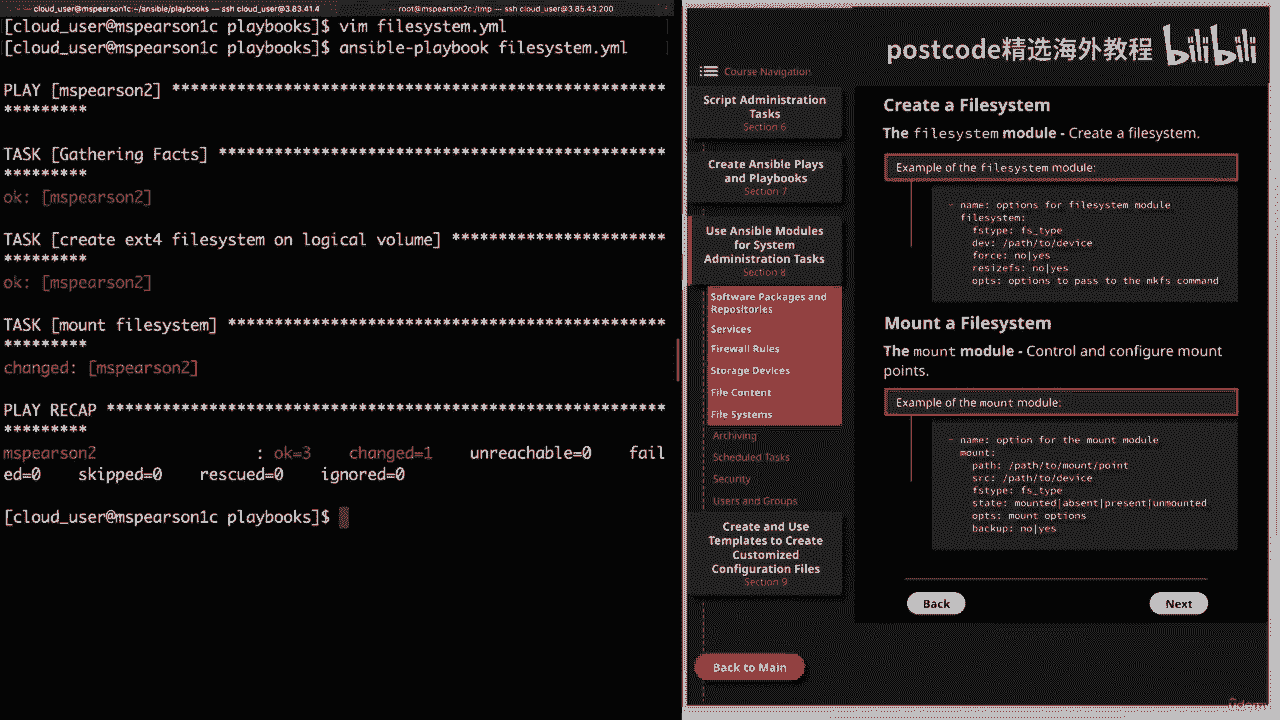 cloud_user@mspearson1c:~/ansible/playbooks — ssh cloud_user@3.83.41.4
root@mspearson2c:/tmp — ssh cloud_user@3.85.43.200
[cloud_user@mspearson1c playbooks]$ vim filesystem.yml
[cloud_user@mspearson1c playbooks]$ ansible-playbook filesystem.yml
PLAY [mspearson2] *************************************************
*********
TASK [Gathering Facts] ********************************************
*********
ok: [mspearson2]
TASK [create ext4 filesystem on logical volume] *******************
*********
ok: [mspearson2]
TASK [mount filesystem] *******************************************
*********
changed: [mspearson2]
PLAY RECAP ********************************************************
*********
mspearson2 : ok=3 changed=1 unreachable=0 fail
ed=0 skipped=0 rescued=0 ignored=0
[cloud_user@mspearson1c playbooks]$
postcode精选海外教程 bilibili
Course Navigation
Script Administration
Tasks
Section 6
Create Ansible Plays
and Playbooks
Section 7
Use Ansible Modules
for System
Administration Tasks
Section 8
Software Packages and
Repositories
Services
Firewall Rules
Storage Devices
File Content
File Systems
Archiving
Scheduled Tasks
Security
Users and Groups
Create and Use
Templates to Create
Customized
Configuration Files
Section 9
Back to Main
Create a Filesystem
The filesystem module - Create a filesystem.
Example of the filesystem module:
- name: options for filesystem module
filesystem:
fstype: fs_type
dev: /path/to/device
force: no|yes
resizefs: no|yes
opts: options to pass to the mkfs command
Mount a Filesystem
The mount module - Control and configure mount
points.
Example of the mount module:
- name: option for the mount module
mount:
path: /path/to/mount/point
src: /path/to/device
fstype: fs_type
state: mounted|absent|present|unmounted
opts: mount options
backup: no|yes
Back
Next
ûdemy